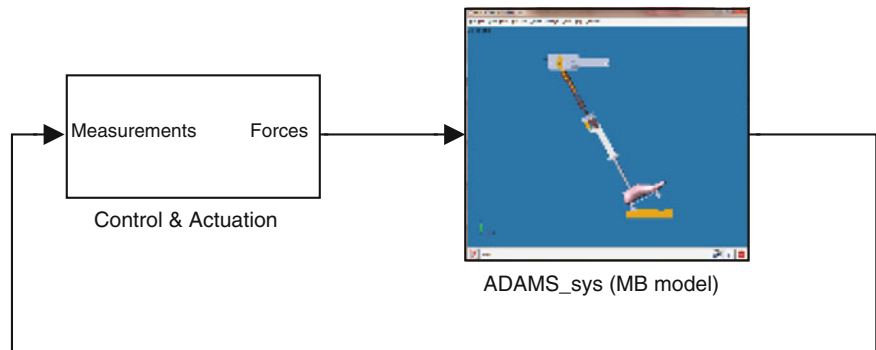 Measurements Forces
Control & Actuation
ADAMS_sys (MB model)